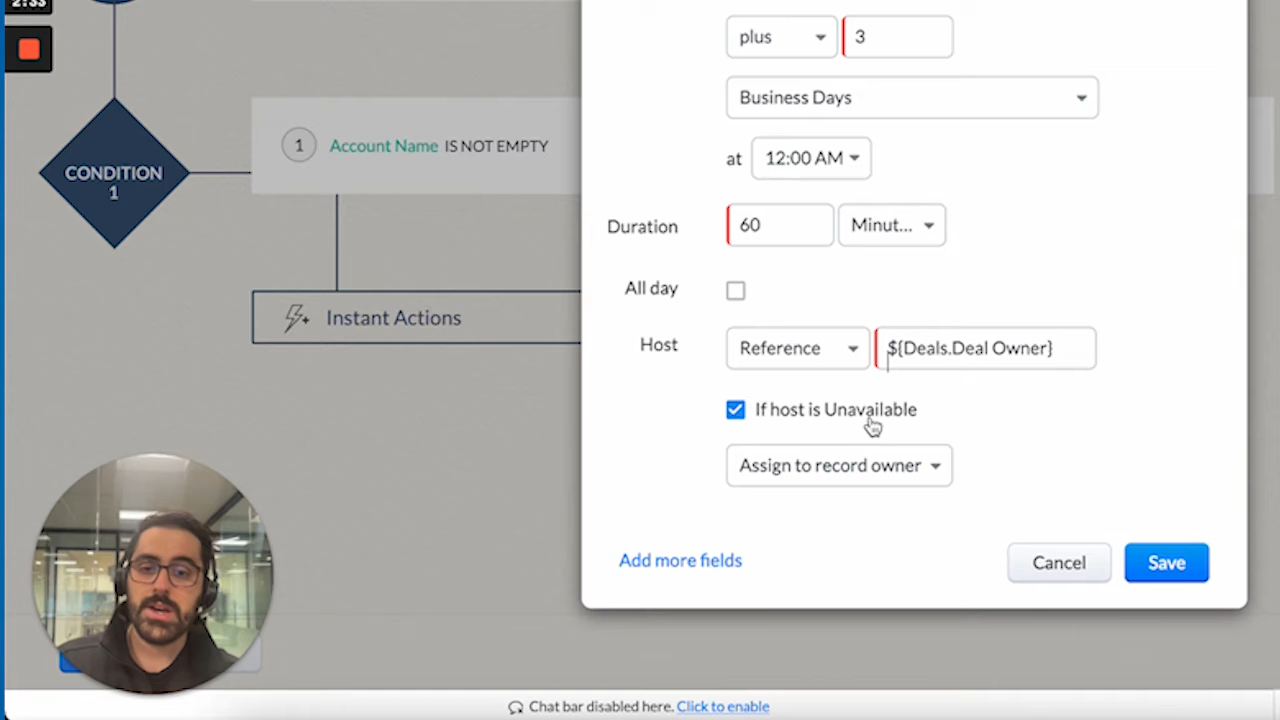 2:33
plus
3
Business Days
CONDITION
1
1
Account Name IS NOT EMPTY
at
12:00 AM
Duration
60
Minut...
All day
Instant Actions
Host
Reference
${Deals.Deal Owner}
If host is Unavailable
Assign to record owner
Add more fields
Cancel
Save
Chat bar disabled here. Click to enable